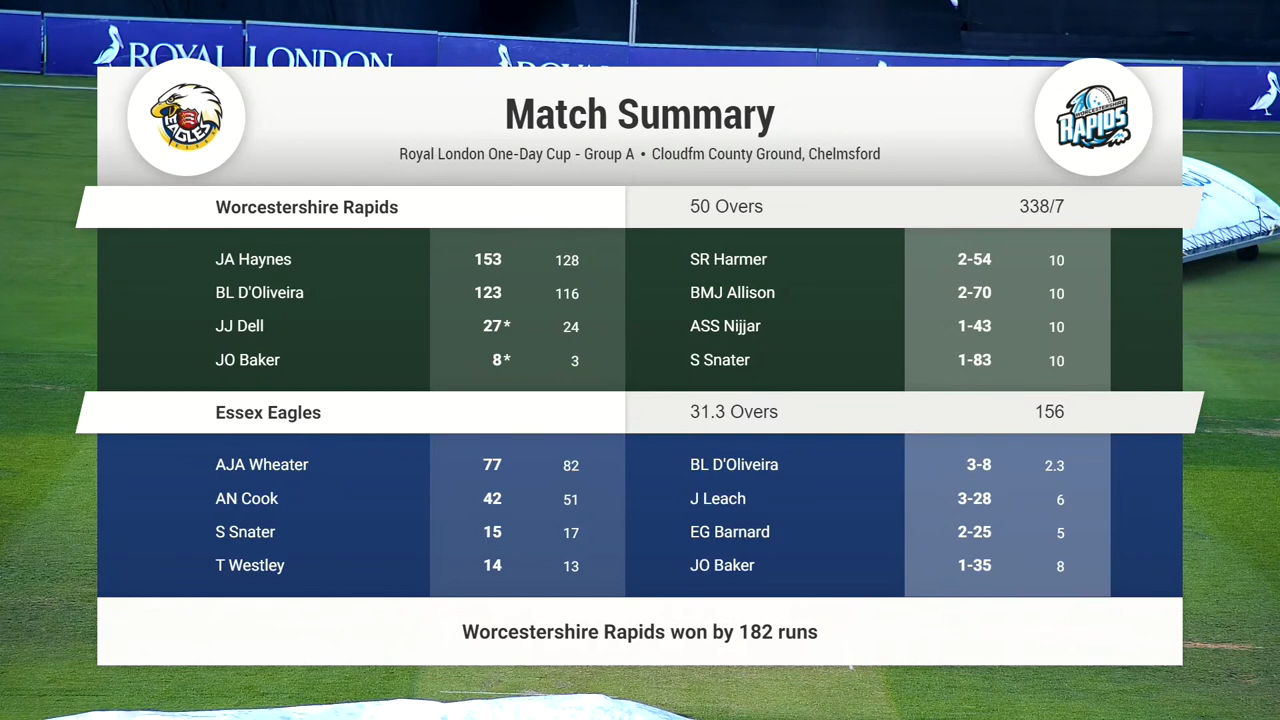 ROYAL LONDON
EAGLES
WORCESTERSHIRE
RAPIDS
Match Summary
Royal London One-Day Cup - Group A • Cloudfm County Ground, Chelmsford
Worcestershire Rapids 50 Overs 338/7
JA Haynes 153 128 SR Harmer 2-54 10
BL D'Oliveira 123 116 BMJ Allison 2-70 10
JJ Dell 27* 24 ASS Nijjar 1-43 10
JO Baker 8* 3 S Snater 1-83 10
Essex Eagles 31.3 Overs 156
AJA Wheater 77 82 BL D'Oliveira 3-8 2.3
AN Cook 42 51 J Leach 3-28 6
S Snater 15 17 EG Barnard 2-25 5
T Westley 14 13 JO Baker 1-35 8
Worcestershire Rapids won by 182 runs